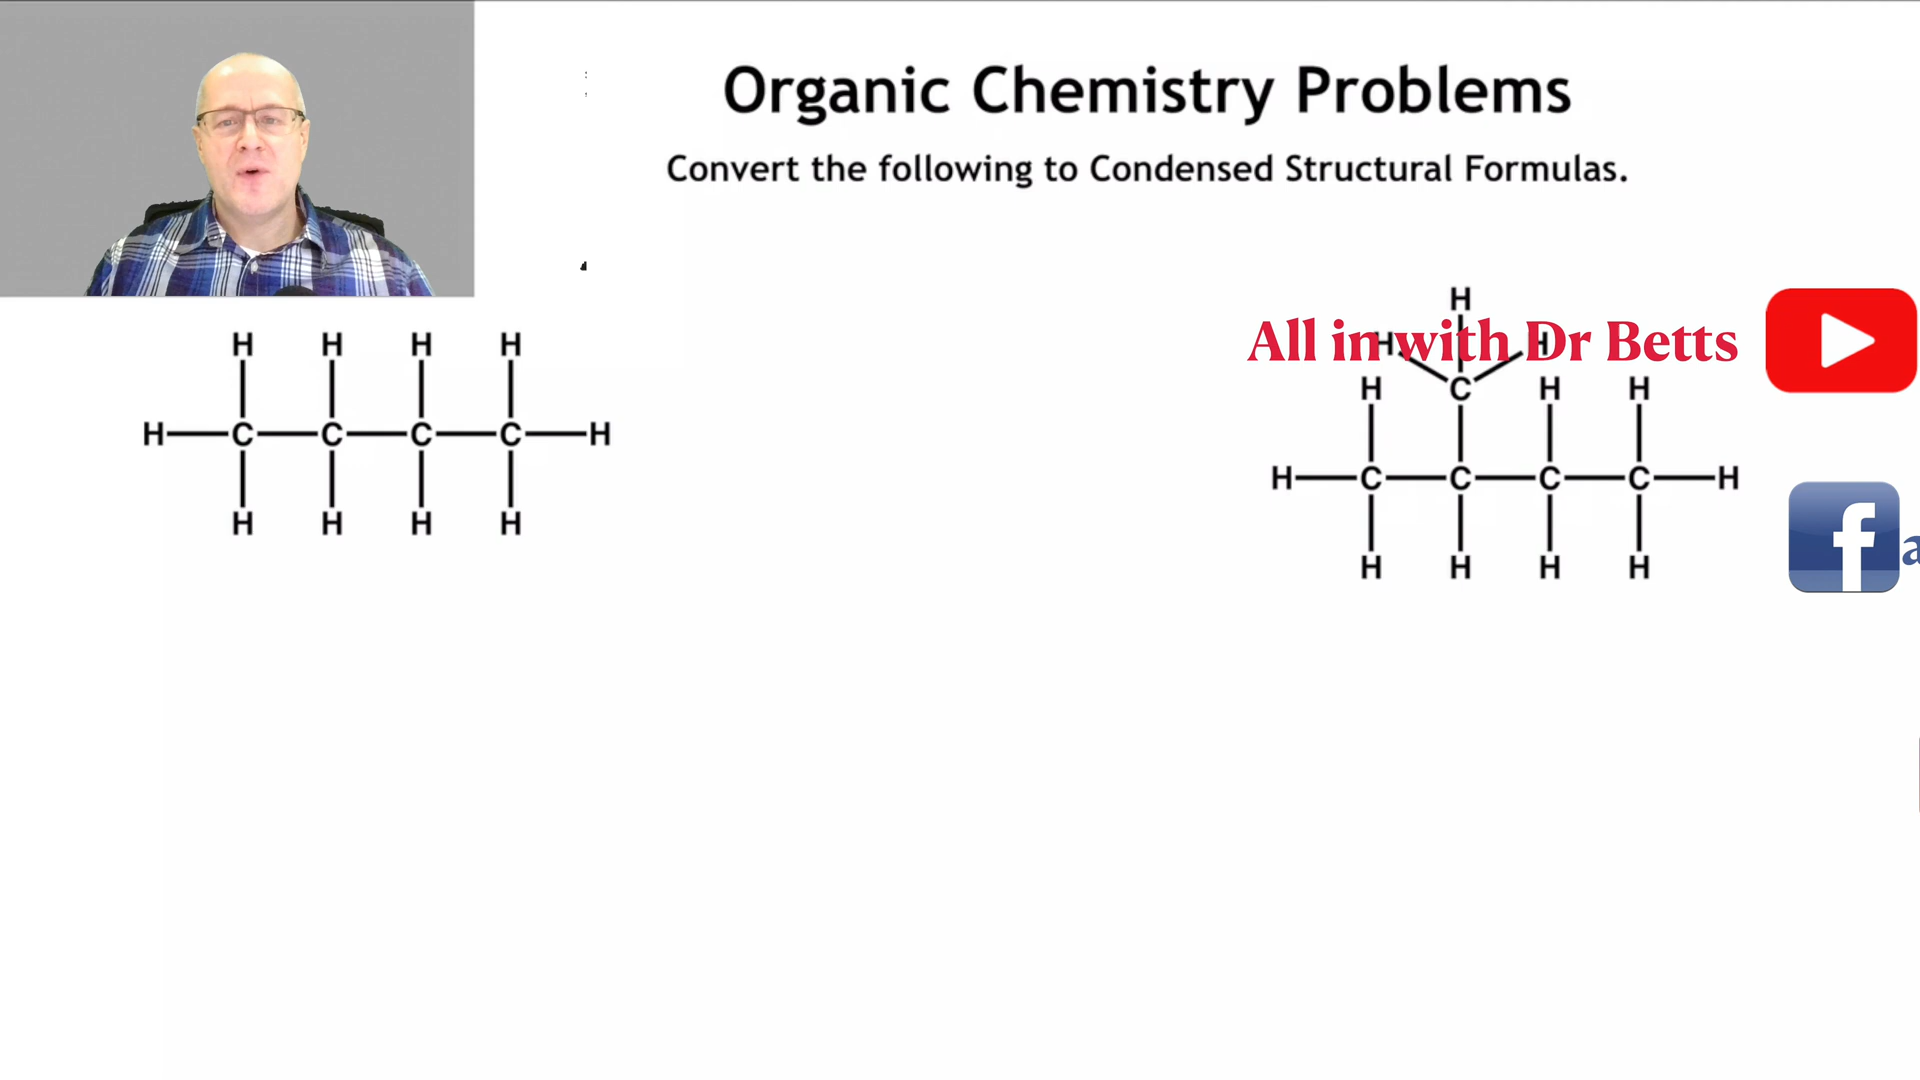 Organic Chemistry Problems
Convert the following to Condensed Structural Formulas.
H
All in with Dr Betts
H H
H H H H
H C H H
H C C C C H
H C C C C H
f
a
H H H H
H H H H